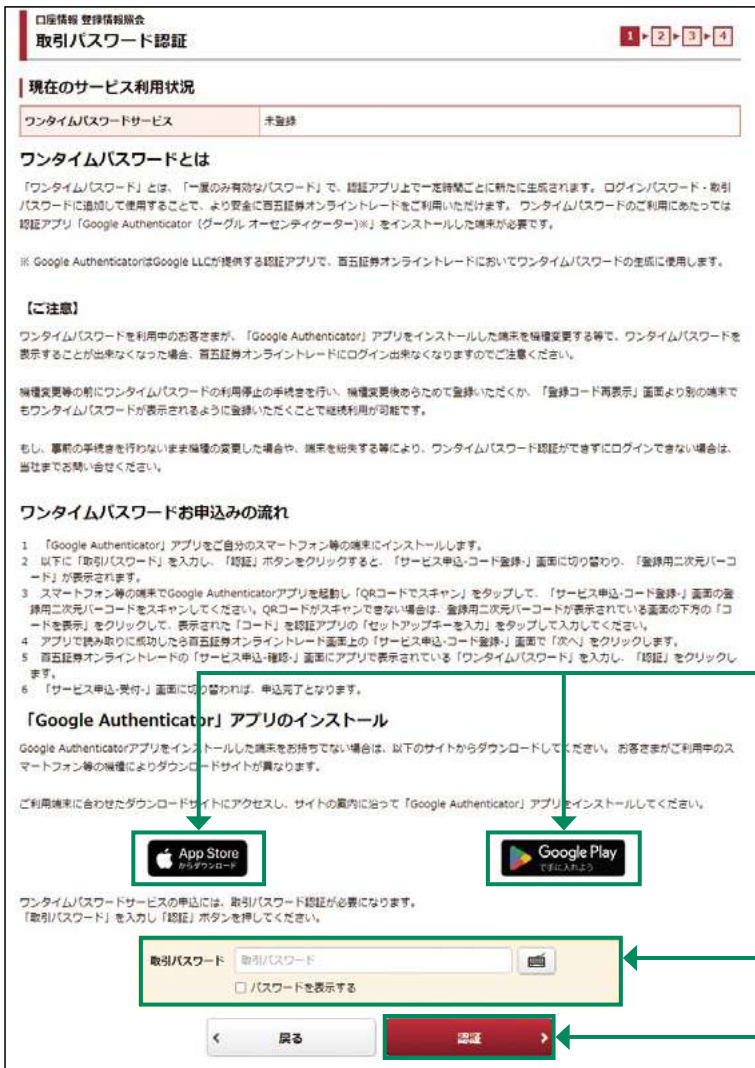 口座情報 登録情報照会
取引パスワード認証
1 2 3 4
現在のサービス利用状況
ワンタイムパスワードサービス 未登録
ワンタイムパスワードとは
「ワンタイムパスワード」とは、「一度のみ有効なパスワード」で、認証アプリ上で一定時間ごとに新たに生成されます。 ログインパスワード・取引
パスワードに追加して使用することで、より安全に百五証券オンライントレードをご利用いただけます。 ワンタイムパスワードのご利用にあたっては
認証アプリ「Google Authenticator（グーグル オーセンティケーター)※」をインストールした端末が必要です。
※ Google AuthenticatorはGoogle LLCが提供する認証アプリで、百五証券オンライントレードにおいてワンタイムパスワードの生成に使用します。
【ご注意】
ワンタイムパスワードを利用中のお客さまが、「Google Authenticator」アプリをインストールした端末を機種変更する等で、ワンタイムパスワードを
表示することが出来なくなった場合、百五証券オンライントレードにログイン出来なくなりますのでご注意ください。
機種変更等の前にワンタイムパスワードの利用停止の手続きを行い、機種変更後あらためて登録いただくか、「登録コード再表示」画面より別の端末で
もワンタイムパスワードが表示されるように登録いただくことで継続利用が可能です。
もし、事前の手続きを行わないまま機種の変更した場合や、端末を紛失する等により、ワンタイムパスワード認証ができずにログインできない場合は、
当社までお問い合せください。
ワンタイムパスワードお申込みの流れ
1 「Google Authenticator」アプリをご自分のスマートフォン等の端末にインストールします。
2 以下に「取引パスワード」を入力し、「認証」ボタンをクリックすると、「サービス申込-コード登録-」画面に切り替わり、「登録用二次元バーコ
ード」が表示されます。
3 スマートフォン等の端末でGoogle Authenticatorアプリを起動し「QRコードでスキャン」をタップして、「サービス申込-コード登録-」画面の登
録用二次元バーコードをスキャンしてください。QRコードがスキャンできない場合は、登録用二次元バーコードが表示されている画面の下方の「コ
ードを表示」をクリックして、表示された「コード」を認証アプリの「セットアップキーを入力」をタップして入力してください。
4 アプリで読み取りに成功したら百五証券オンライントレード画面上の「サービス申込-コード登録-」画面で「次へ」をクリックします。
5 百五証券オンライントレードの「サービス申込-確認-」画面にアプリで表示されている「ワンタイムパスワード」を入力し、「認証」をクリックし
ます。
6 「サービス申込-受付-」画面に切り替われば、申込完了となります。
「Google Authenticator」アプリのインストール
Google Authenticatorアプリをインストールした端末をお持ちでない場合は、以下のサイトからダウンロードしてください。 お客さまがご利用中のス
マートフォン等の機種によりダウンロードサイトが異なります。
ご利用端末に合わせたダウンロードサイトにアクセスし、サイトの案内に沿って「Google Authenticator」アプリをインストールしてください。
App Store
からダウンロード
Google Play
で手に入れよう
ワンタイムパスワードサービスの申込には、取引パスワード認証が必要になります。
「取引パスワード」を入力し「認証」ボタンを押してください。
取引パスワード 取引パスワード
パスワードを表示する
戻る 認証